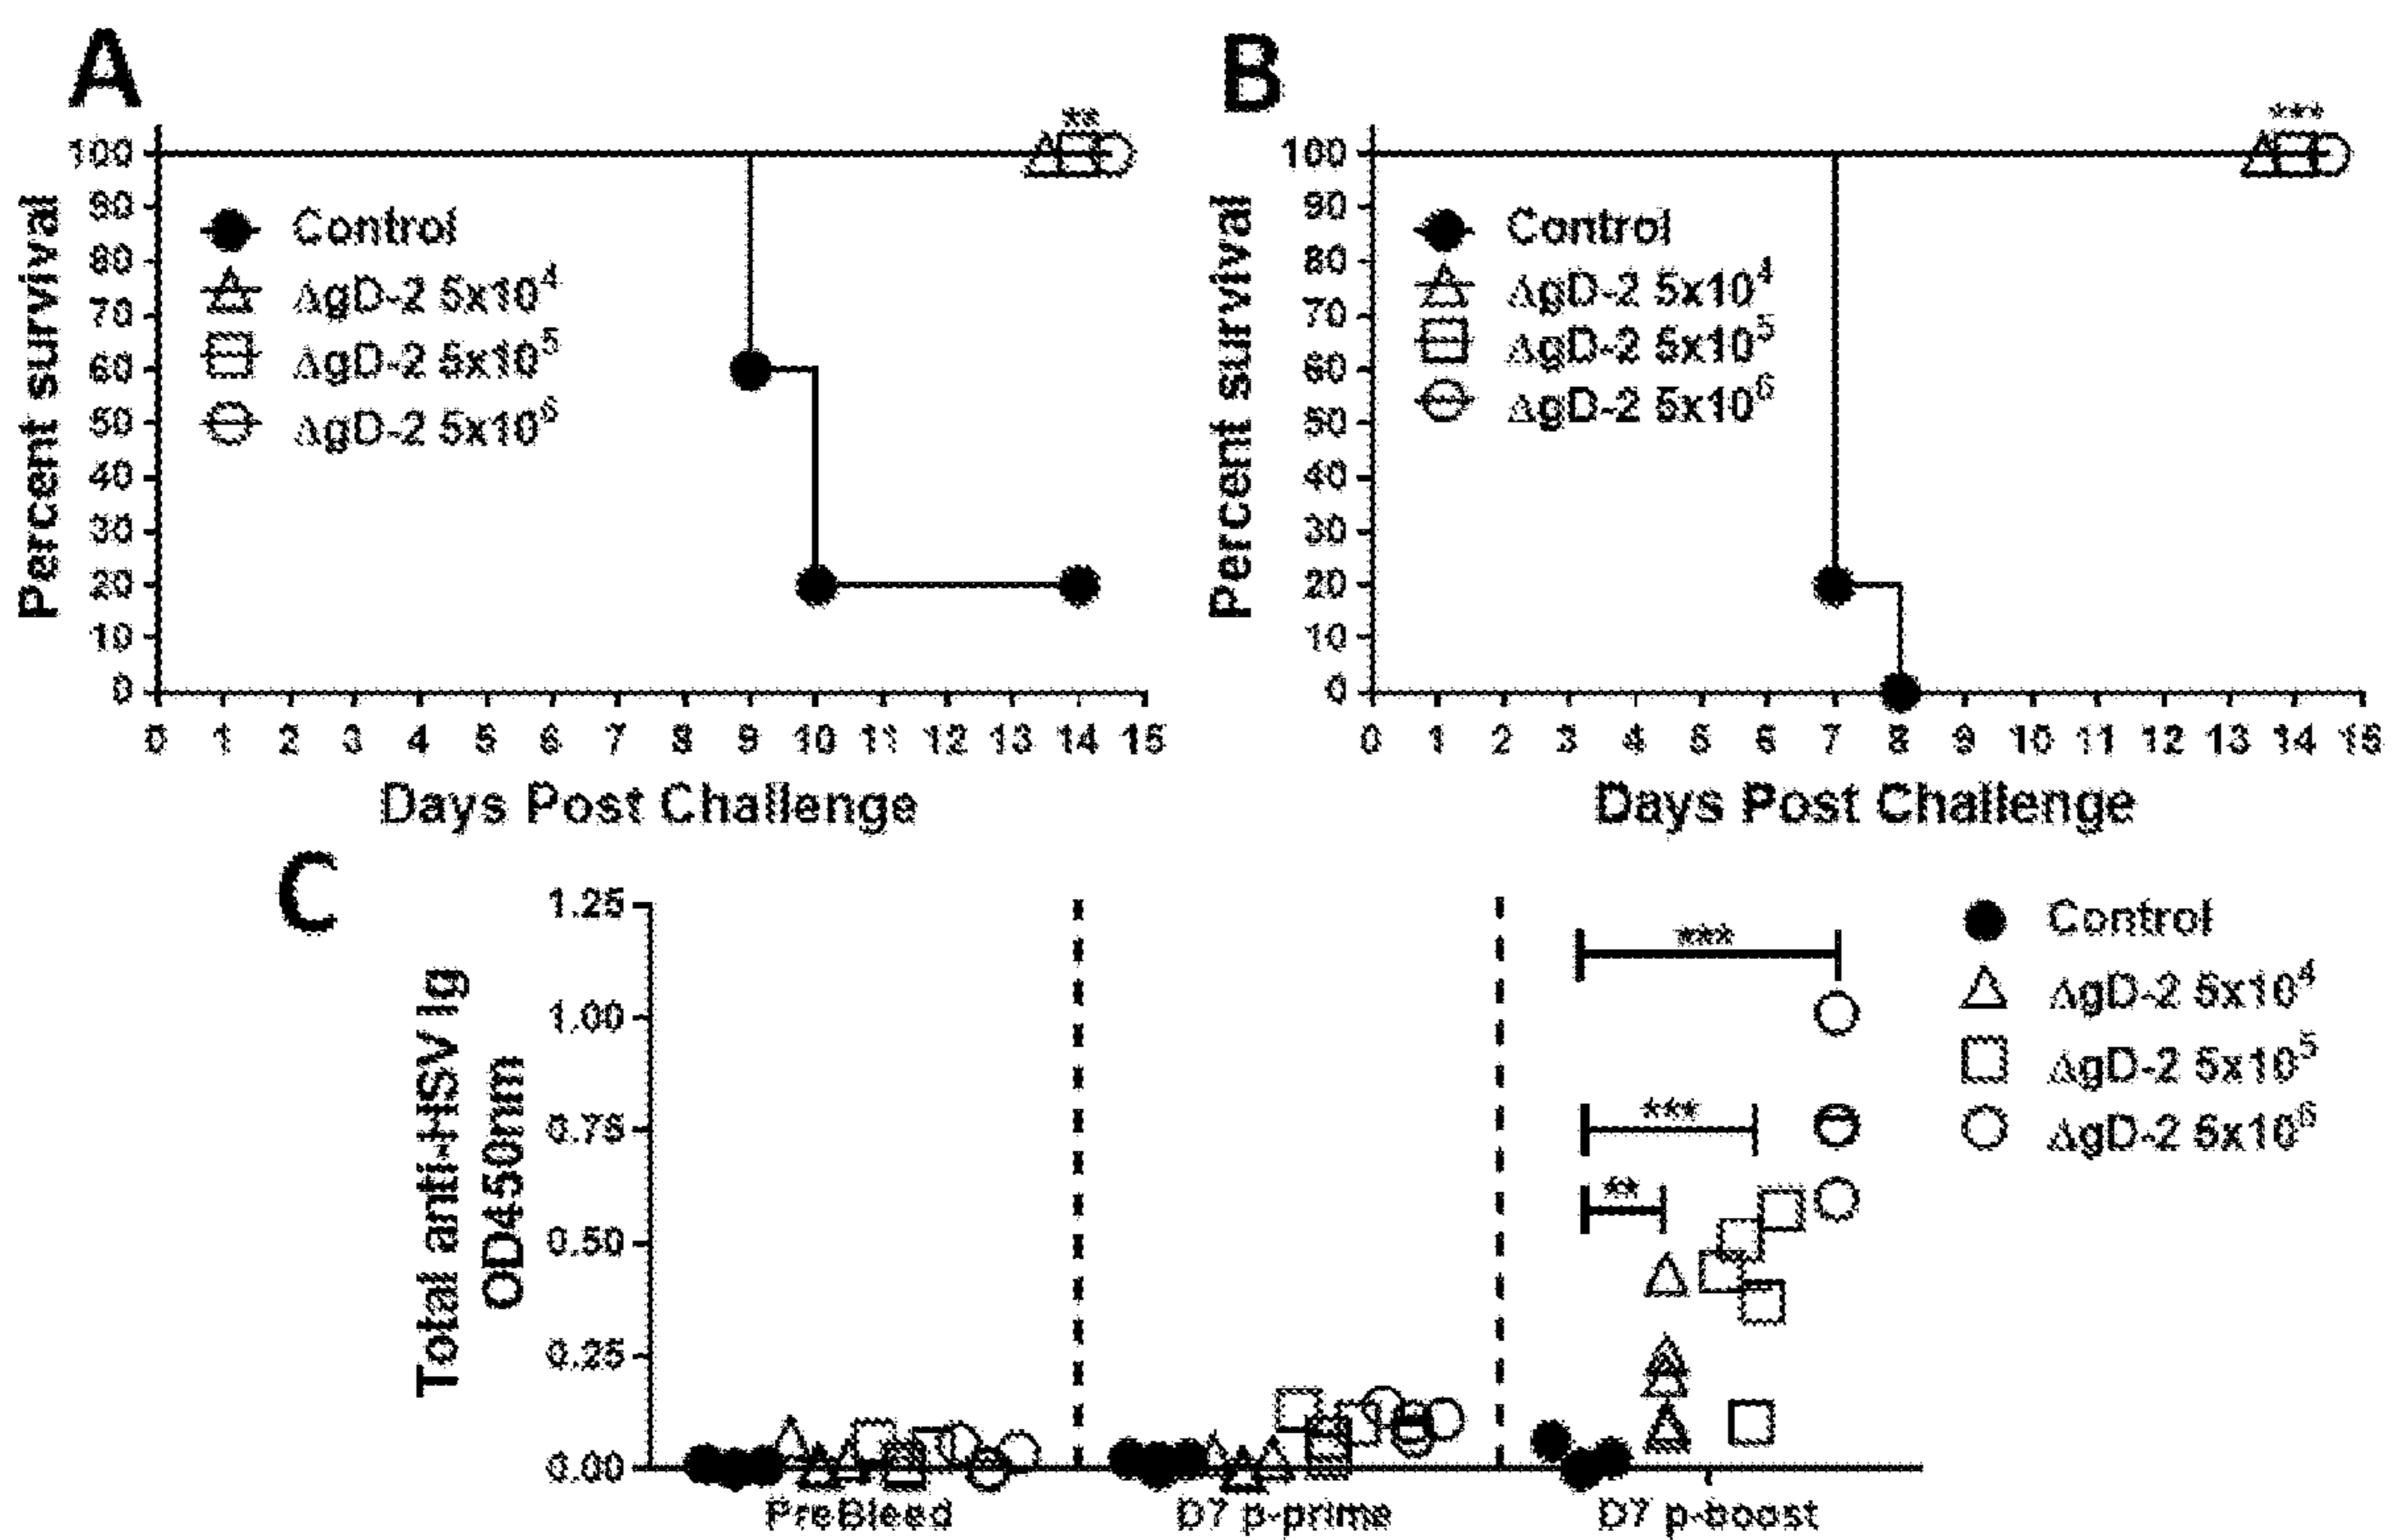 A
**
100
90
80
70
60
50
40
30
20
10
0
Percent survival
Control
ΔgD-2 5x10⁴
ΔgD-2 5x10⁵
ΔgD-2 5x10⁶
0 1 2 3 4 5 6 7 8 9 10 11 12 13 14 15
Days Post Challenge
B
***
100
90
80
70
60
50
40
30
20
10
0
Percent survival
Control
ΔgD-2 5x10⁴
ΔgD-2 5x10⁵
ΔgD-2 5x10⁶
0 1 2 3 4 5 6 7 8 9 10 11 12 13 14 15
Days Post Challenge
C
1.25
1.00
0.75
0.50
0.25
0.00
Total anti-HSV Ig
OD450nm
***
***
**
PreBleed D7 p-prime D7 p-boost
Control
ΔgD-2 5x10⁴
ΔgD-2 5x10⁵
ΔgD-2 5x10⁶